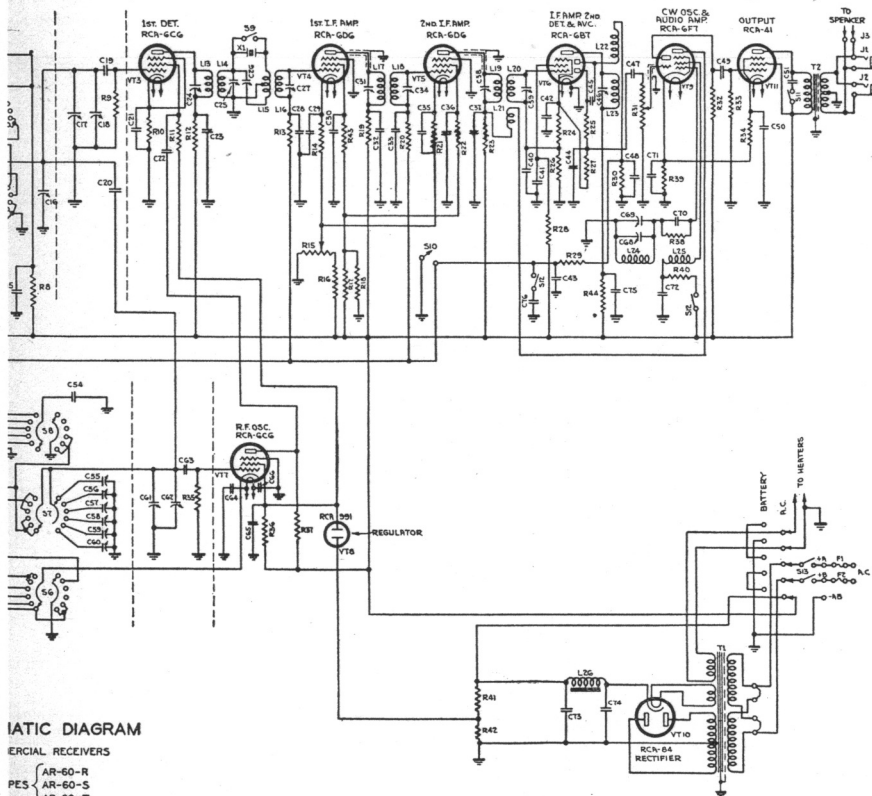 1ST. DET.
RCA-6C6
S9
X1
1ST. I.F. AMP.
RCA-6D6
2ND I.F. AMP.
RCA-6D6
I.F. AMP. 2ND
DET. & AVC.
RCA-6B7
CW OSC. &
AUDIO AMP.
RCA-6F7
OUTPUT
RCA-41
TO
SPENCER
J3
J1
J2
T2
C19
VT3
R9
C17
C18
C21
R10
R11
C22
R12
C24
C23
L13
L14
C25
C26
L15
L16
VT4
C27
R13
C28
C29
R14
C30
R45
C31
R19
L17
L18
C32
C33
R20
VT5
C34
C35
R21
C36
R22
C38
R23
L19
L20
L21
C39
VT6
C40
C41
C42
R24
R26
C44
C45
R25
R27
L22
L23
C47
R31
R30
C48
VT9
C71
R39
R32
C49
R33
VT11
R34
C50
C51
C16
C20
R8
R15
R16
R17
R18
S10
R28
R29
S12
C76
C43
R44
C75
C69
C68
L24
C70
R38
L25
R40
C72
S12
C54
S8
S7
C55
C56
C57
C58
C59
C60
S6
R.F. OSC.
RCA-6C6
VT7
C61
C62
C63
R35
C64
C66
C65
R36
R37
RCA 991
REGULATOR
VT8
BATTERY
A.C.
TO HEATERS
+A
F1
S13
+B
F2
A.C.
-AB
T1
L26
R41
C73
C74
R42
VT10
RCA-84
RECTIFIER
MATIC DIAGRAM
ERCIAL RECEIVERS
PES
AR-60-R
AR-60-S